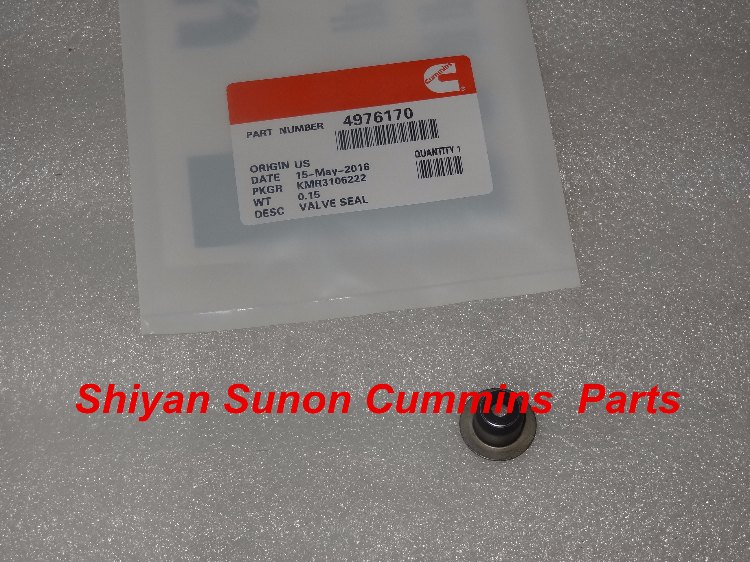 cummins
PART NUMBER 4976170
ORIGIN US
QUANTITY 1
DATE 15-May-2016
PKGR KMR3106222
WT 0.15
DESC VALVE SEAL
Shiyan Sunon Cummins Parts